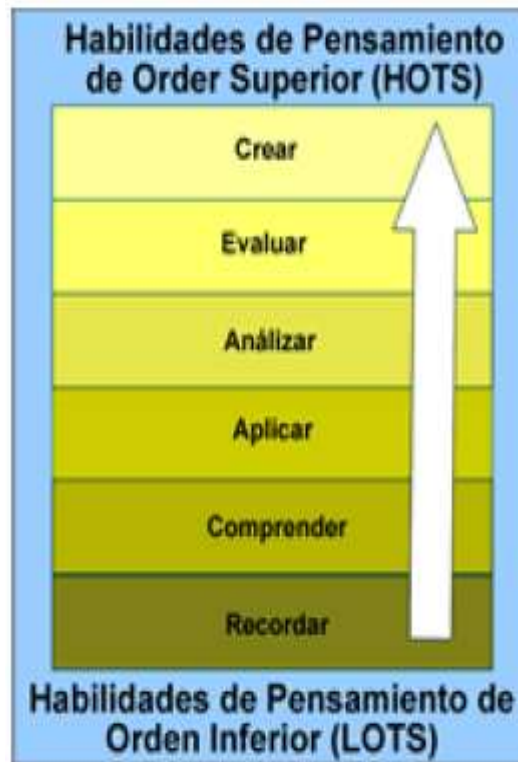 Habilidades de Pensamiento
de Order Superior (HOTS)
Crear
Evaluar
Análizar
Aplicar
Comprender
Recordar
Habilidades de Pensamiento de
Orden Inferior (LOTS)